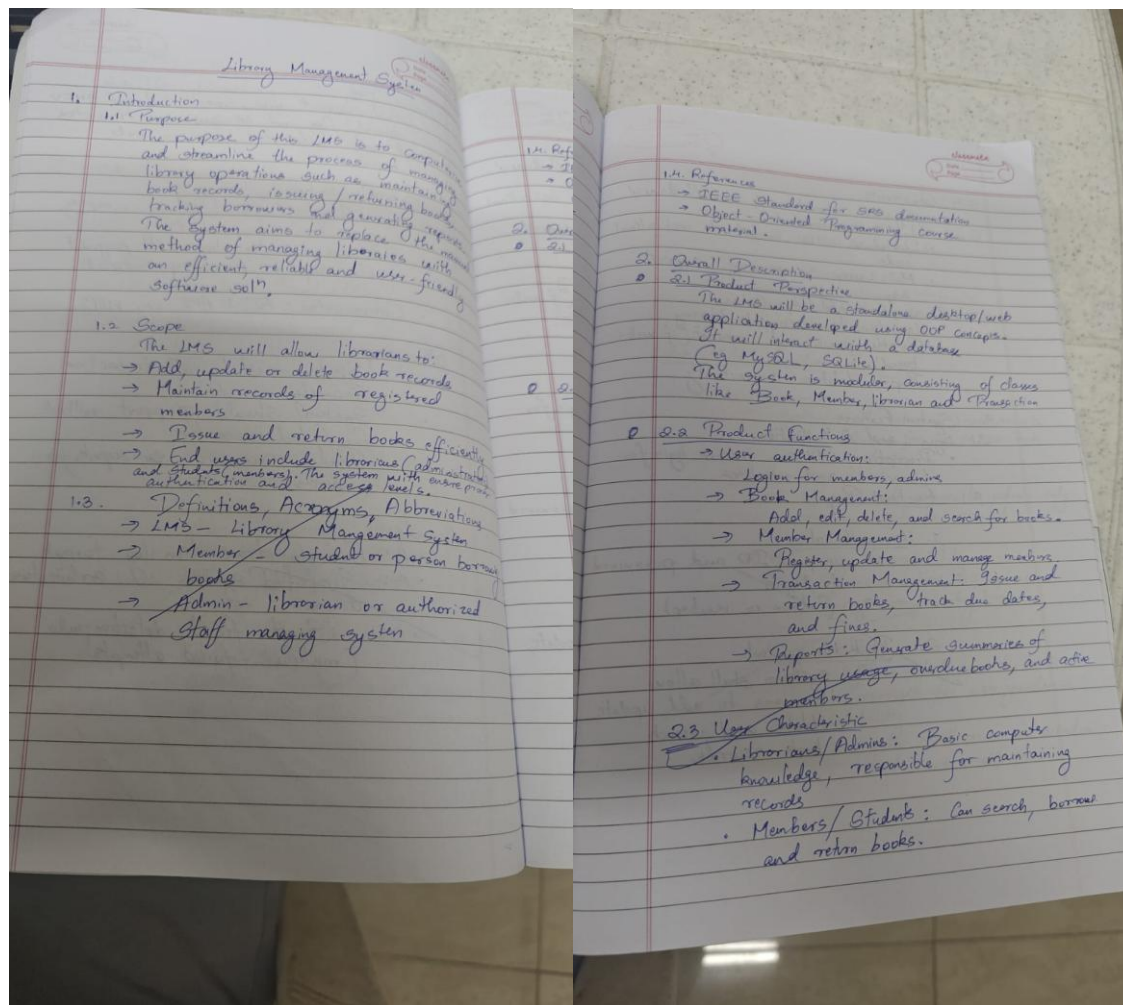 Library Management System
1. Introduction
1.1 Purpose
The purpose of this LMS is to
and streamline the process of managing
library operations such as maintaining
book records, issuing / returning books,
tracking borrowers and generating reports.
The system aims to replace the manual
method of managing libraries with
an efficient, reliable and user-friendly
software solⁿ.
1.2 Scope
The LMS will allow librarians to:
→ Add, update or delete book records
→ Maintain records of registered
members
→ Issue and return books efficiently
→ End users include librarians (administrators)
and students (members). The system with ensure
authentication and access levels.
1.3. Definitions, Acronyms, Abbreviations
→ LMS - Library Mangement System
→ Member - student or person
books
→ Admin - librarian or authorized
Staff managing system
1.4. Ref
2.
2.1
Classmate
Date
Page
1.4. References
→ IEEE Standard for SRS
→ Object-Oriented Programming course
material.
2. Overall Description
2.1 Product Perspective
The LMS will be a standalone desktop/web
application developed using OOP concepts.
It will interact with a database
(eg MySQL, SQLite).
The system is modular, consisting of classes
like Book, Member, librarian and Transaction
2.2 Product Functions
→ User authentication:
for members, admins
→ Book Management:
Add, edit, delete, and search for books.
→ Member Management:
Register, update and manage members
→ Transaction Management: Issue and
return books, track due dates,
and fines.
→ Reports: Generate summaries of
library usage, overdue books, and active
members.
2.3 User Characteristic
• Librarians/Admins: Basic computer
knowledge, responsible for maintaining
records
• Members/Students: Can search, borrow
and return books.